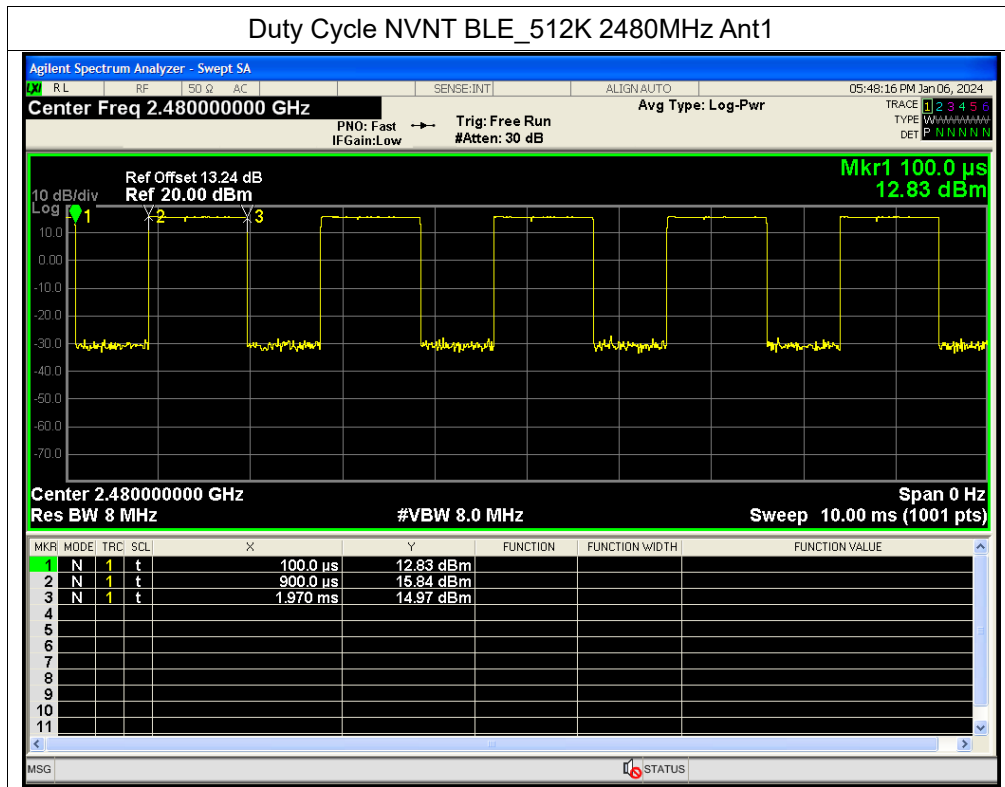 Duty Cycle NVNT BLE_512K 2480MHz Ant1
Agilent Spectrum Analyzer - Swept SA
LXI RL RF 50 Ω AC SENSE:INT ALIGN AUTO 05:48:16 PM Jan 06, 2024
Center Freq 2.480000000 GHz Avg Type: Log-Pwr TRACE 1 2 3 4 5 6
PNO: Fast Trig: Free Run TYPE WWWWWW
IFGain:Low #Atten: 30 dB DET P N N N N N
Mkr1 100.0 µs
12.83 dBm
Ref Offset 13.24 dB
10 dB/div Ref 20.00 dBm
Log
1 2 3
10.0
0.00
-10.0
-20.0
-30.0
-40.0
-50.0
-60.0
-70.0
Center 2.480000000 GHz Span 0 Hz
Res BW 8 MHz #VBW 8.0 MHz Sweep 10.00 ms (1001 pts)
MKR MODE TRC SCL X Y FUNCTION FUNCTION WIDTH FUNCTION VALUE
1 N 1 t 100.0 µs 12.83 dBm
2 N 1 t 900.0 µs 15.84 dBm
3 N 1 t 1.970 ms 14.97 dBm
4
5
6
7
8
9
10
11
MSG STATUS